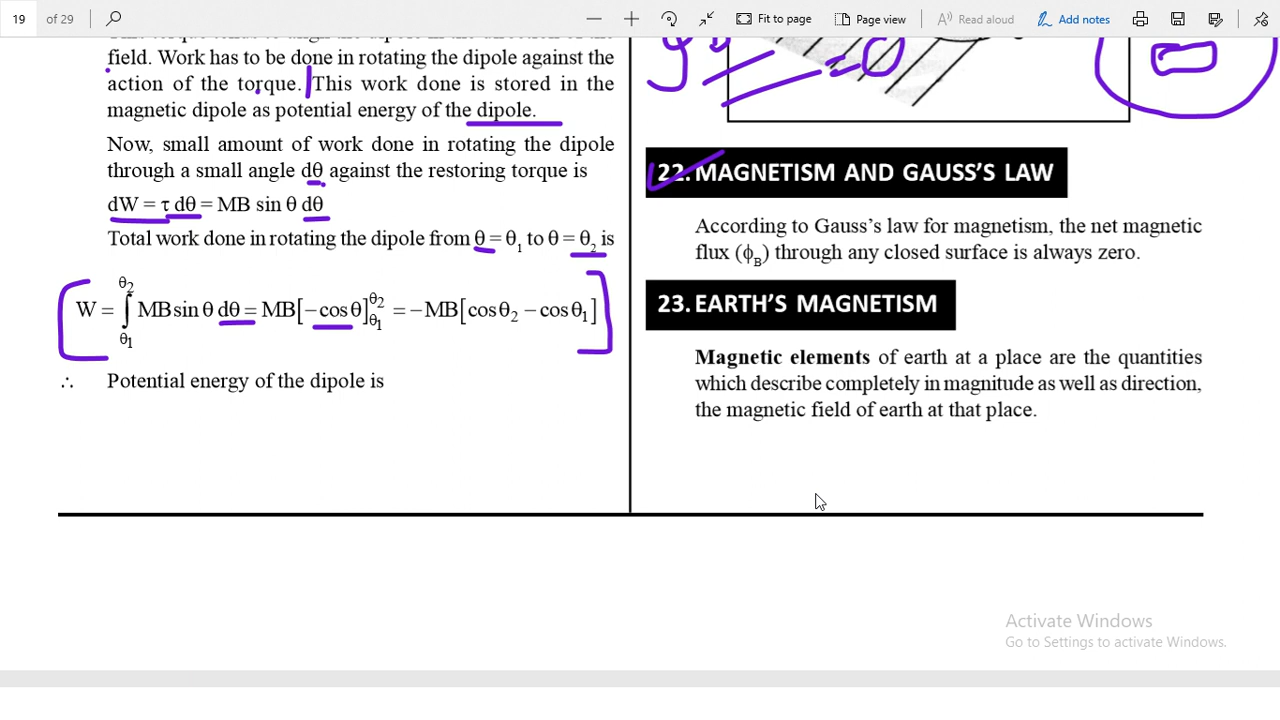 19 of 29 Fit to page Page view Read aloud Add notes
field. Work has to be done in rotating the dipole against the
action of the torque. This work done is stored in the
magnetic dipole as potential energy of the dipole.
Now, small amount of work done in rotating the dipole
through a small angle dθ against the restoring torque is
dW = τ dθ = MB sin θ dθ
Total work done in rotating the dipole from θ = θ₁ to θ = θ₂ is
W = ∫_θ₁^θ₂ MB sin θ dθ = MB[−cos θ]_θ₁^θ₂ = −MB[cos θ₂ − cos θ₁]
∴ Potential energy of the dipole is
22. MAGNETISM AND GAUSS'S LAW
According to Gauss's law for magnetism, the net magnetic
flux (ϕ_B) through any closed surface is always zero.
23. EARTH'S MAGNETISM
Magnetic elements of earth at a place are the quantities
which describe completely in magnitude as well as direction,
the magnetic field of earth at that place.
Activate Windows
Go to Settings to activate Windows.